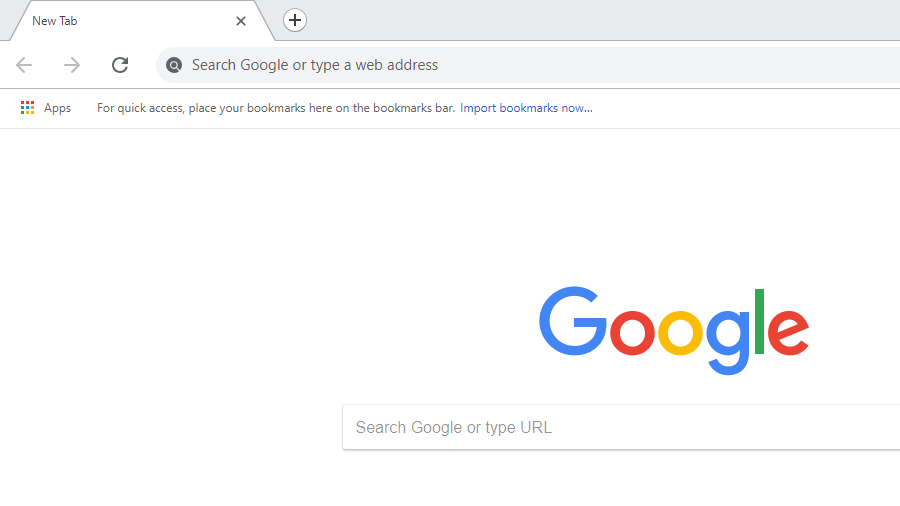 New Tab
Search Google or type a web address
Apps For quick access, place your bookmarks here on the bookmarks bar. Import bookmarks now...
Google
Search Google or type URL